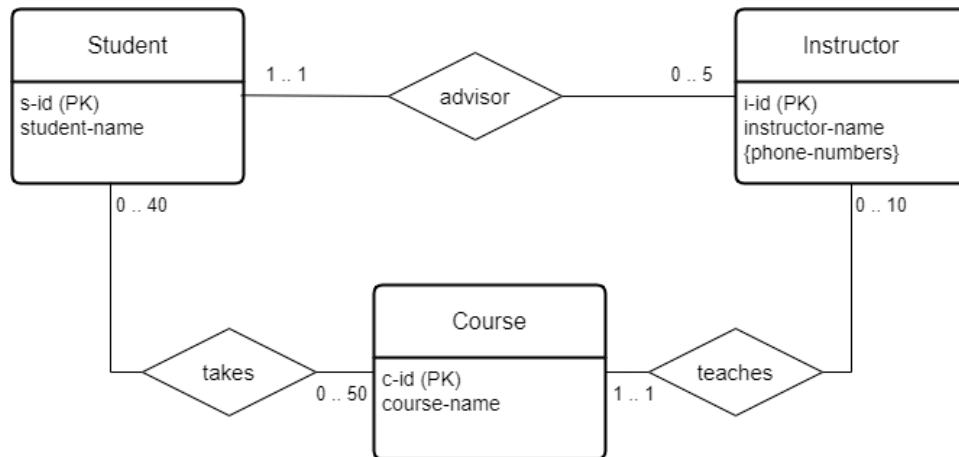 Student
s-id (PK)
student-name
1 .. 1
advisor
0 .. 5
Instructor
i-id (PK)
instructor-name
{phone-numbers}
0 .. 40
0 .. 10
takes
0 .. 50
Course
c-id (PK)
course-name
1 .. 1
teaches